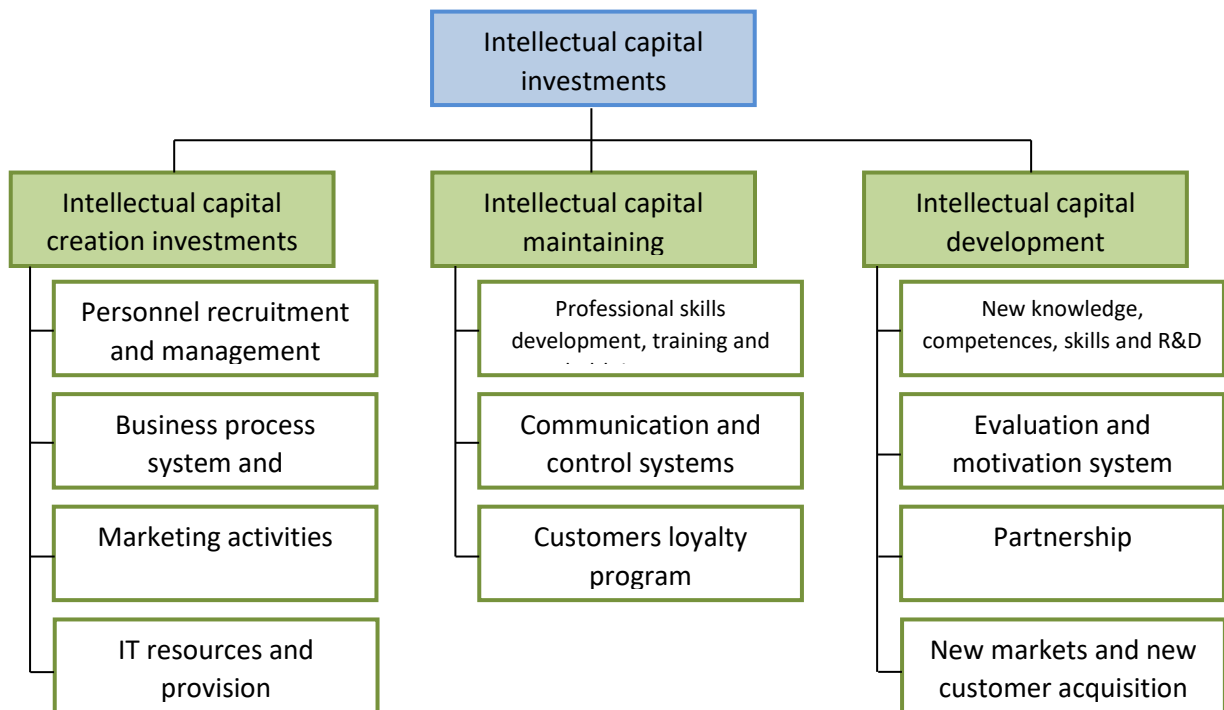 Intellectual capital
investments
Intellectual capital
creation investments
Personnel recruitment
and management
Business process
system and
Marketing activities
IT resources and
provision
Intellectual capital
maintaining
Professional skills
development, training and
Communication and
control systems
Customers loyalty
program
Intellectual capital
development
New knowledge,
competences, skills and R&D
Evaluation and
motivation system
Partnership
New markets and new
customer acquisition